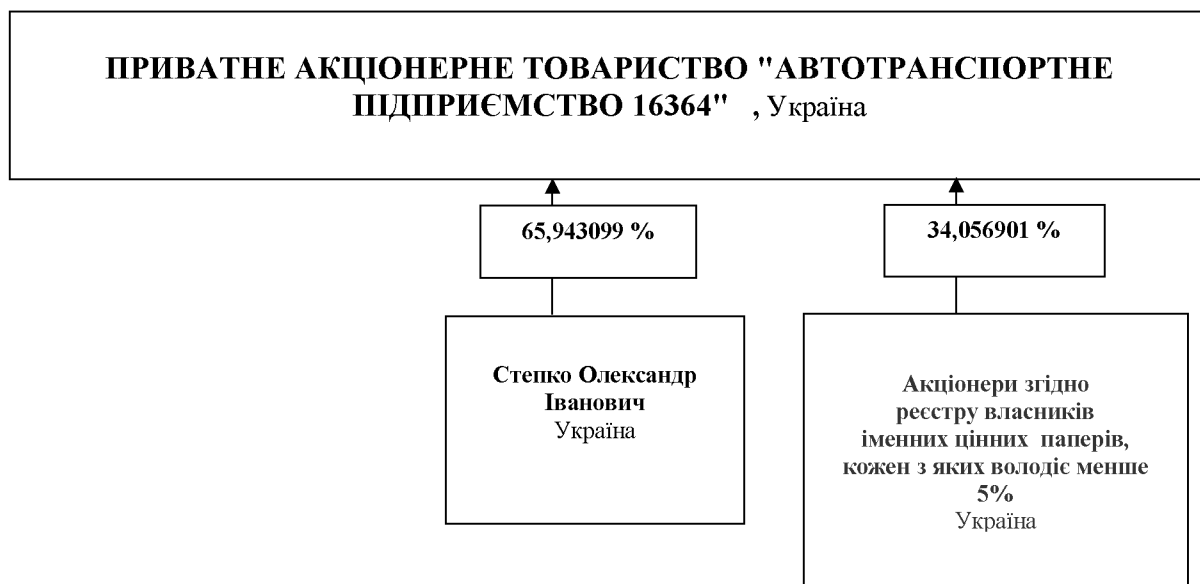 ПРИВАТНЕ АКЦІОНЕРНЕ ТОВАРИСТВО "АВТОТРАНСПОРТНЕ
ПІДПРИЄМСТВО 16364" , Україна
65,943099 %
34,056901 %
Степко Олександр
Іванович
Україна
Акціонери згідно
реєстру власників
іменних цінних паперів,
кожен з яких володіє менше
5%
Україна